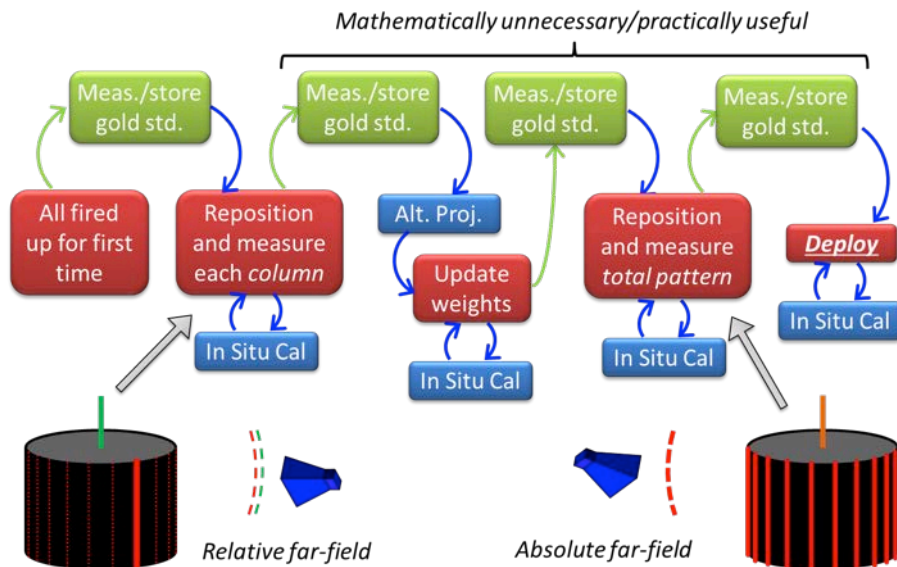 Mathematically unnecessary/practically useful
Meas./store
gold std.
Meas./store
gold std.
Meas./store
gold std.
Meas./store
gold std.
All fired
up for first
time
Reposition
and measure
each column
In Situ Cal
Alt. Proj.
Update
weights
In Situ Cal
Reposition
and measure
total pattern
In Situ Cal
Deploy
In Situ Cal
Relative far-field
Absolute far-field